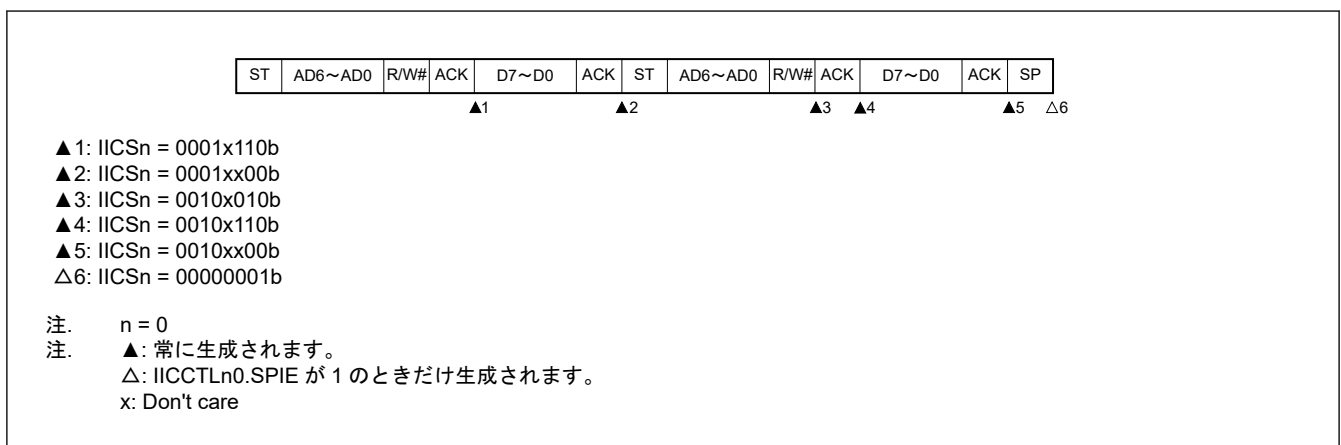 ST AD6～AD0 R/W# ACK D7～D0 ACK ST AD6～AD0 R/W# ACK D7～D0 ACK SP
▲1 ▲2 ▲3 ▲4 ▲5 △6
▲1: IICSn = 0001x110b
▲2: IICSn = 0001xx00b
▲3: IICSn = 0010x010b
▲4: IICSn = 0010x110b
▲5: IICSn = 0010xx00b
△6: IICSn = 00000001b
注. n = 0
注. ▲: 常に生成されます。
△: IICCTLn0.SPIE が 1 のときだけ生成されます。
x: Don't care